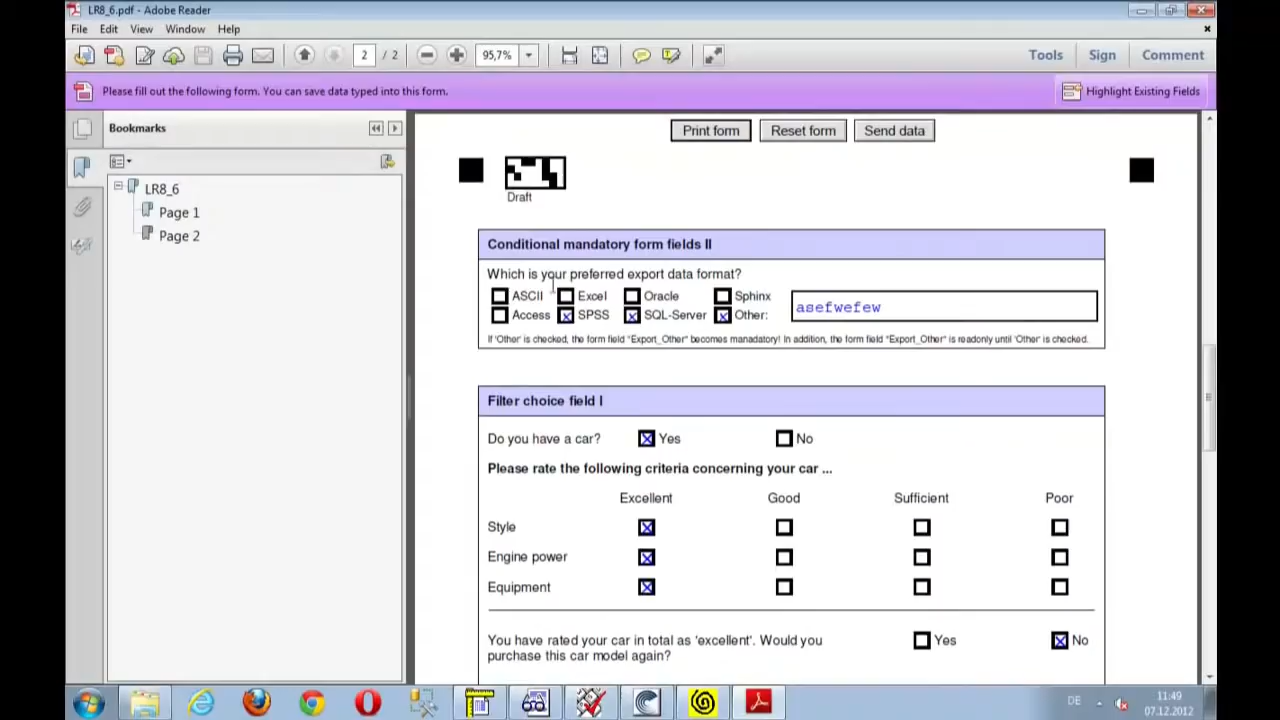 LR8_6.pdf - Adobe Reader
File Edit View Window Help
2 / 2 95,7% Tools Sign Comment
Please fill out the following form. You can save data typed into this form. Highlight Existing Fields
Bookmarks
LR8_6
Page 1
Page 2
Print form Reset form Send data
Draft
Conditional mandatory form fields II
Which is your preferred export data format?
ASCII Excel Oracle Sphinx
asefwefew
Access SPSS SQL-Server Other:
If 'Other' is checked, the form field "Export_Other" becomes manadatory! In addition, the form field "Export_Other" is readonly until 'Other' is checked.
Filter choice field I
Do you have a car? Yes No
Please rate the following criteria concerning your car ...
Excellent Good Sufficient Poor
Style
Engine power
Equipment
You have rated your car in total as 'excellent'. Would you Yes No
purchase this car model again?
DE 11:49
07.12.2012